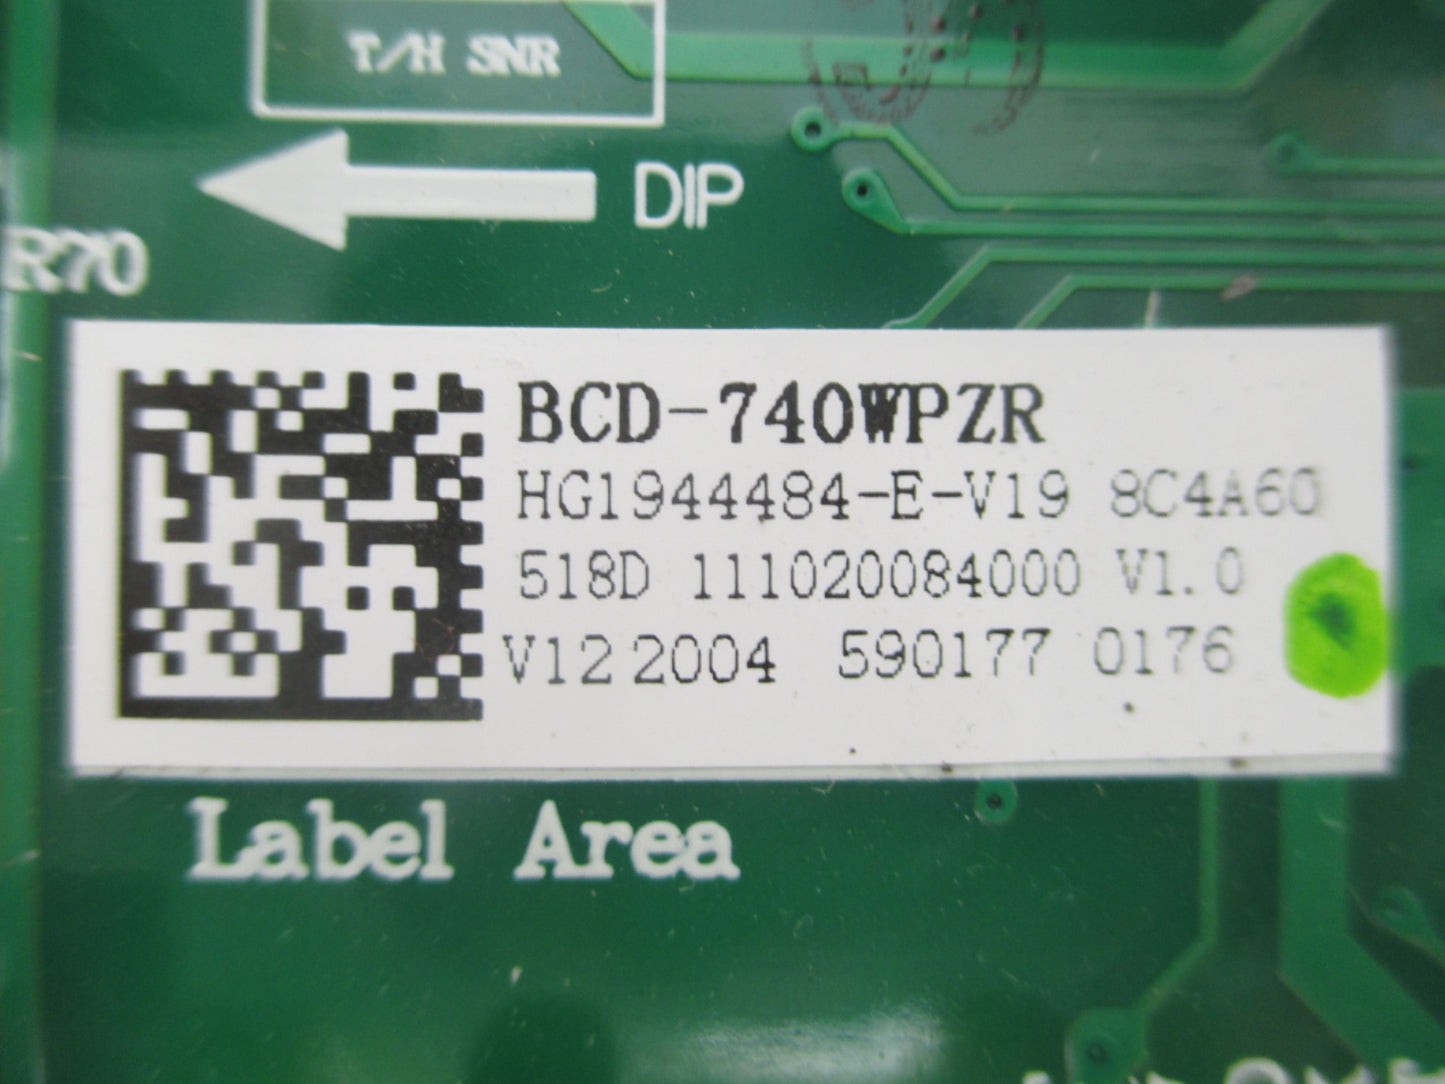 T/H SNR
DIP
R70
BCD-740WPZR
HG1944484-E-V19 8C4A60
518D 111020084000 V1.0
V12 2004 590177 0176
Label Area